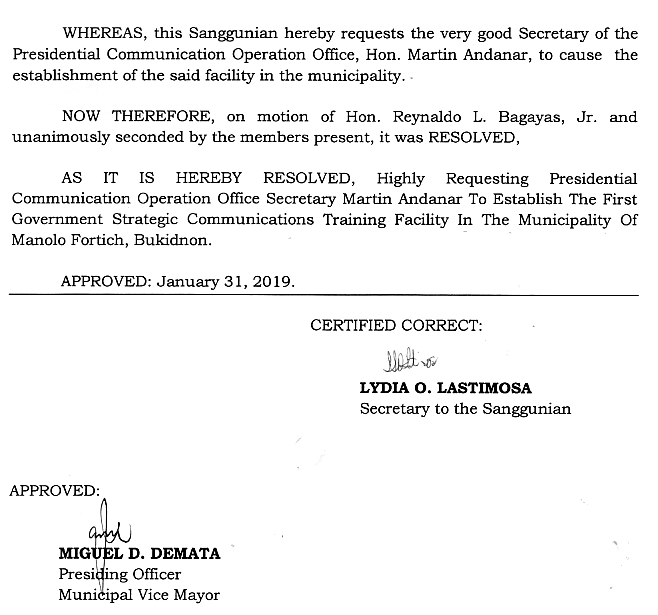 WHEREAS, this Sanggunian hereby requests the very good Secretary of the
Presidential Communication Operation Office, Hon. Martin Andanar, to cause the
establishment of the said facility in the municipality.
NOW THEREFORE, on motion of Hon. Reynaldo L. Bagayas, Jr. and
unanimously seconded by the members present, it was RESOLVED,
AS IT IS HEREBY RESOLVED, Highly Requesting Presidential
Communication Operation Office Secretary Martin Andanar To Establish The First
Government Strategic Communications Training Facility In The Municipality Of
Manolo Fortich, Bukidnon.
APPROVED: January 31, 2019.
CERTIFIED CORRECT:
LYDIA O. LASTIMOSA
Secretary to the Sanggunian
APPROVED:
MIGUEL D. DEMATA
Presiding Officer
Municipal Vice Mayor